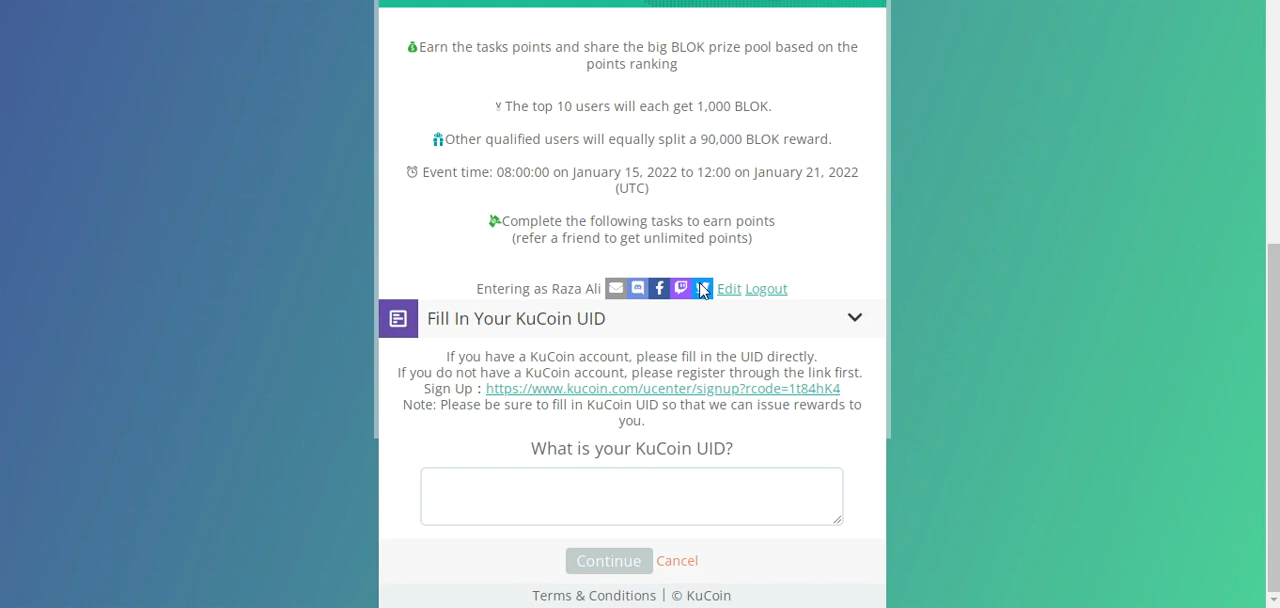 Earn the tasks points and share the big BLOK prize pool based on the
points ranking
The top 10 users will each get 1,000 BLOK.
Other qualified users will equally split a 90,000 BLOK reward.
Event time: 08:00:00 on January 15, 2022 to 12:00 on January 21, 2022
(UTC)
Complete the following tasks to earn points
(refer a friend to get unlimited points)
Entering as Raza Ali Edit Logout
Fill In Your KuCoin UID
If you have a KuCoin account, please fill in the UID directly.
If you do not have a KuCoin account, please register through the link first.
Sign Up：https://www.kucoin.com/ucenter/signup?rcode=1t84hK4
Note: Please be sure to fill in KuCoin UID so that we can issue rewards to
you.
What is your KuCoin UID?
Continue Cancel
Terms & Conditions | © KuCoin